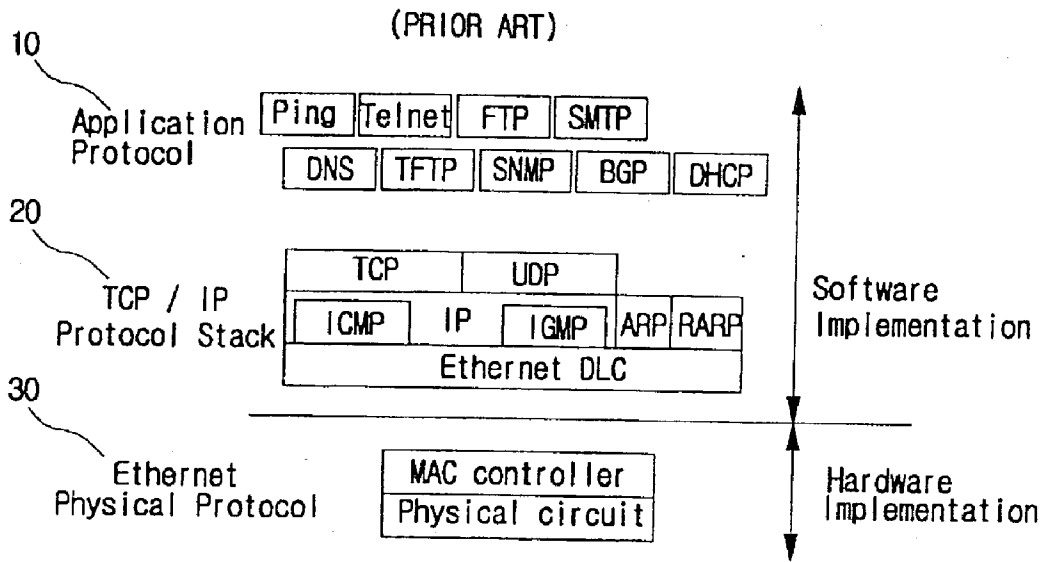 (PRIOR ART)
10
Application
Protocol
Ping Telnet FTP SMTP
DNS TFTP SNMP BGP DHCP
20
TCP / IP
Protocol Stack
TCP UDP
ICMP IP IGMP ARP RARP
Ethernet DLC
Software
Implementation
30
Ethernet
Physical Protocol
MAC controller
Physical circuit
Hardware
Implementation